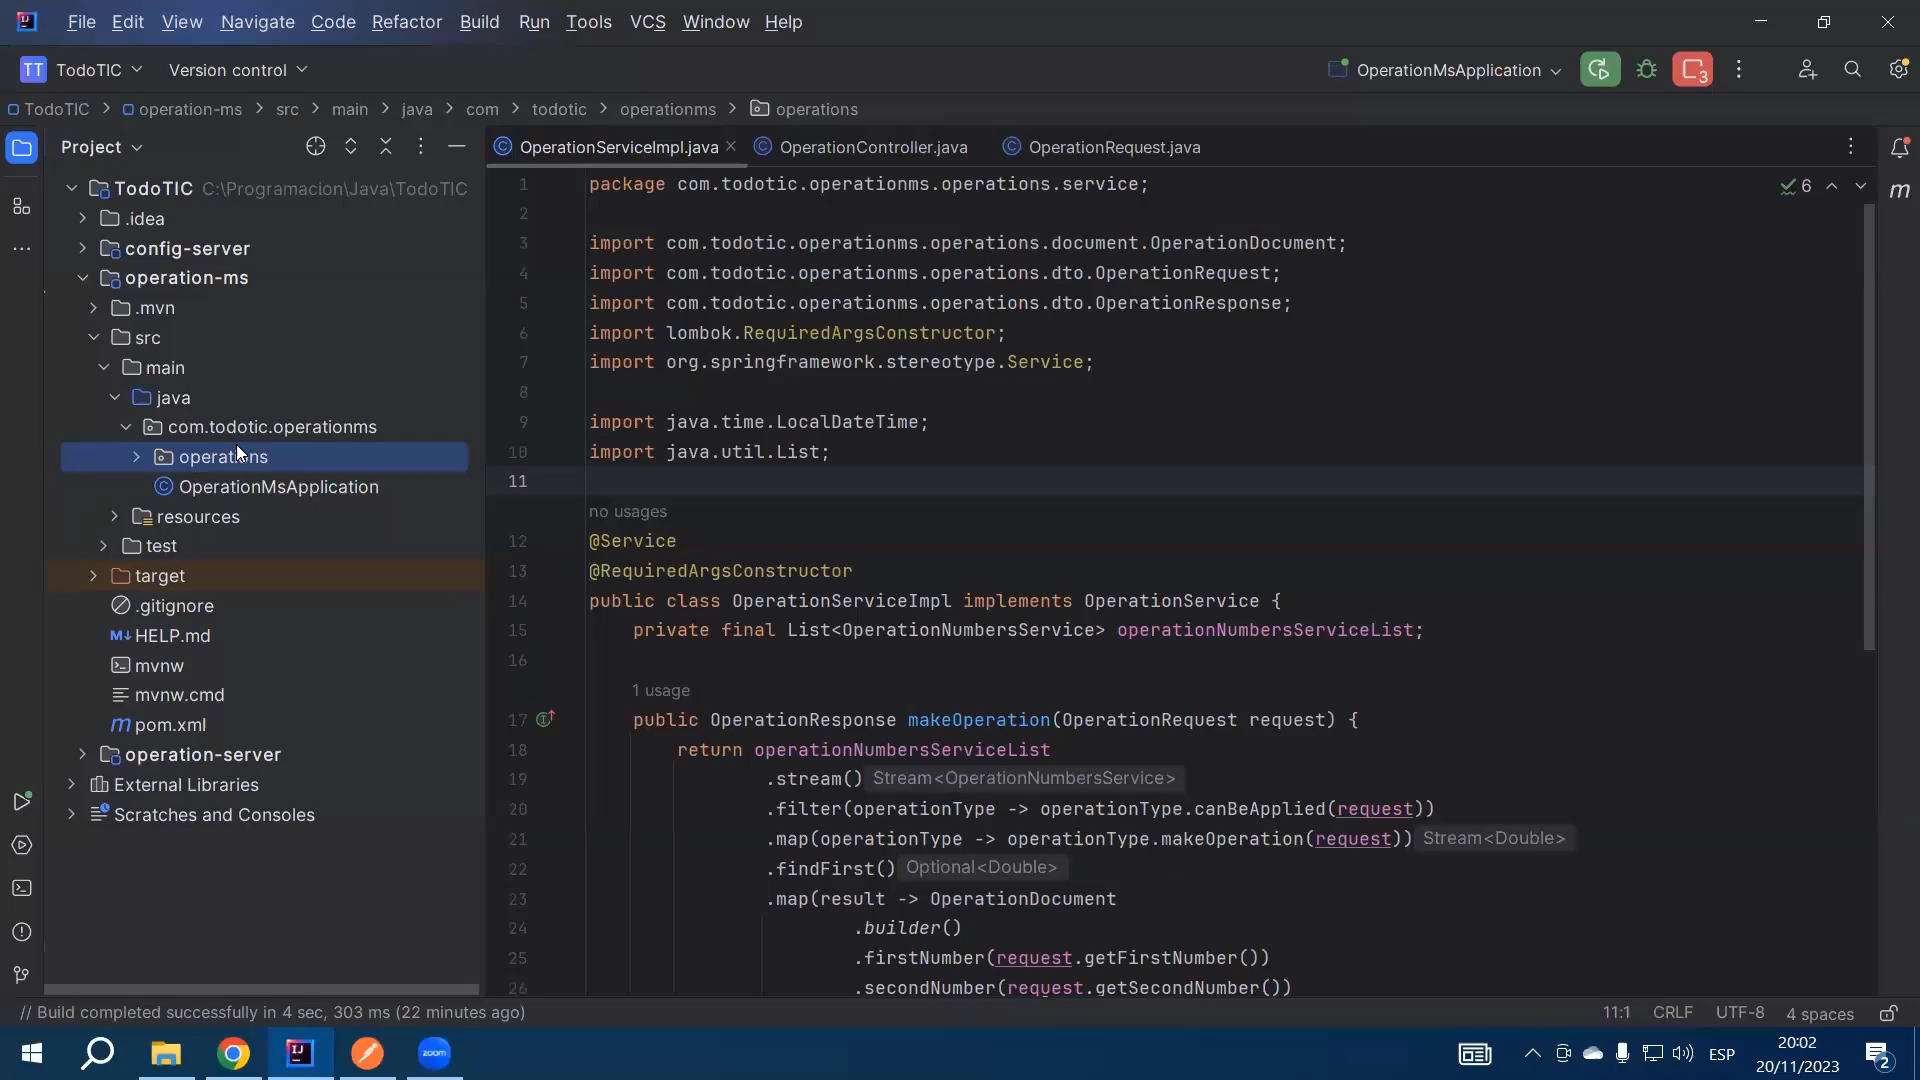 File Edit View Navigate Code Refactor Build Run Tools VCS Window Help
TT TodoTIC Version control OperationMsApplication 3
TodoTIC > operation-ms > src > main > java > com > todotic > operationms > operations
Project
OperationServiceImpl.java OperationController.java OperationRequest.java
TodoTIC C:\Programacion\Java\TodoTIC
.idea
config-server
operation-ms
.mvn
src
main
java
com.todotic.operationms
operations
OperationMsApplication
resources
test
target
.gitignore
HELP.md
mvnw
mvnw.cmd
pom.xml
operation-server
External Libraries
Scratches and Consoles
6
1 package com.todotic.operationms.operations.service;
2
3 import com.todotic.operationms.operations.document.OperationDocument;
4 import com.todotic.operationms.operations.dto.OperationRequest;
5 import com.todotic.operationms.operations.dto.OperationResponse;
6 import lombok.RequiredArgsConstructor;
7 import org.springframework.stereotype.Service;
8
9 import java.time.LocalDateTime;
10 import java.util.List;
11
no usages
12 @Service
13 @RequiredArgsConstructor
14 public class OperationServiceImpl implements OperationService {
15 private final List<OperationNumbersService> operationNumbersServiceList;
16
1 usage
17 public OperationResponse makeOperation(OperationRequest request) {
18 return operationNumbersServiceList
19 .stream() Stream<OperationNumbersService>
20 .filter(operationType -> operationType.canBeApplied(request))
21 .map(operationType -> operationType.makeOperation(request)) Stream<Double>
22 .findFirst() Optional<Double>
23 .map(result -> OperationDocument
24 .builder()
25 .firstNumber(request.getFirstNumber())
26 .secondNumber(request.getSecondNumber())
// Build completed successfully in 4 sec, 303 ms (22 minutes ago) 11:1 CRLF UTF-8 4 spaces
zoom ESP 20:02
20/11/2023 2